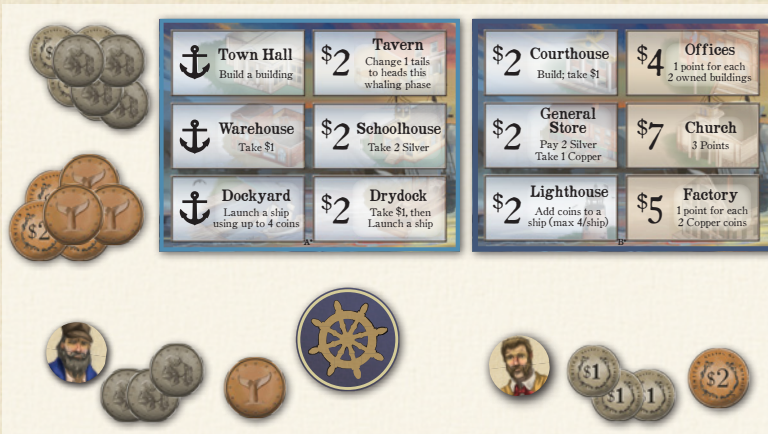 Town Hall
Build a building
$2
Tavern
Change 1 tails
to heads this
whaling phase
Warehouse
Take $1
$2
Schoolhouse
Take 2 Silver
Dockyard
Launch a ship
using up to 4 coins
$2
Drydock
Take $1, then
Launch a ship
A
$2
Courthouse
Build; take $1
$4
Offices
1 point for each
2 owned buildings
$2
General
Store
Pay 2 Silver
Take 1 Copper
$7
Church
3 Points
$2
Lighthouse
Add coins to a
ship (max 4/ship)
$5
Factory
1 point for each
2 Copper coins
B
$2
$1
$1
$1
$2